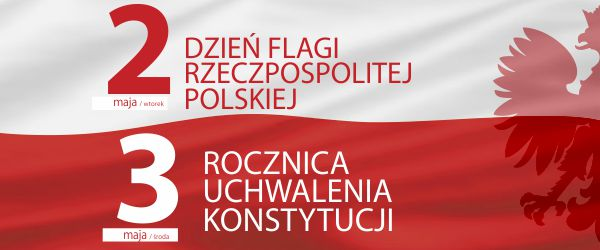 2
maja / wtorek
DZIEŃ FLAGI
RZECZPOSPOLITEJ
POLSKIEJ
3
maja / środa
ROCZNICA
UCHWALENIA
KONSTYTUCJI